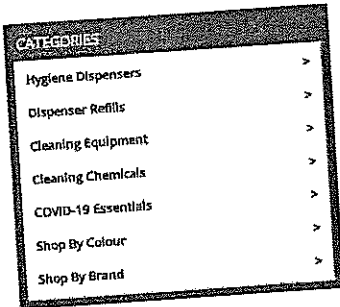 CATEGORIES
Hygiene Dispensers >
Dispenser Refills >
Cleaning Equipment >
Cleaning Chemicals >
COVID-19 Essentials >
Shop By Colour >
Shop By Brand >